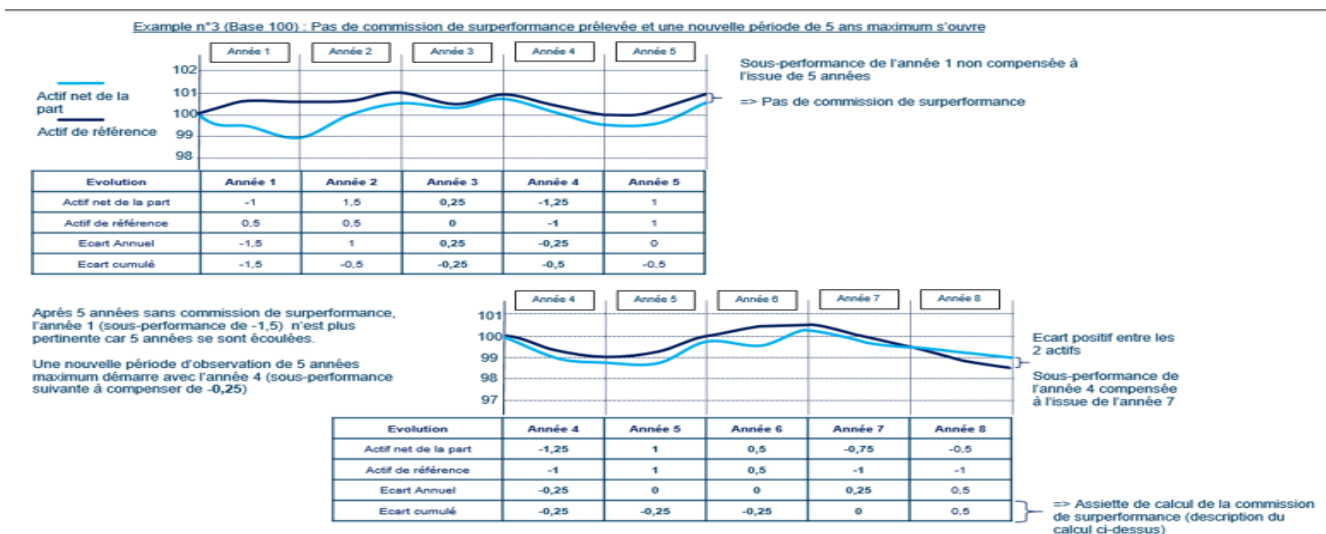 Example n°3 (Base 100) : Pas de commission de surperformance prélevée et une nouvelle période de 5 ans maximum s'ouvre
Année 1 Année 2 Année 3 Année 4 Année 5
102
101
100
99
98
Actif net de la
part
Actif de référence
Sous-performance de l'année 1 non compensée à
l'issue de 5 années
=> Pas de commission de surperformance
Evolution Année 1 Année 2 Année 3 Année 4 Année 5
Actif net de la part -1 1,5 0,25 -1,25 1
Actif de référence 0,5 0,5 0 -1 1
Ecart Annuel -1,5 1 0,25 -0,25 0
Ecart cumulé -1,5 -0,5 -0,25 -0,5 -0,5
Après 5 années sans commission de surperformance,
l'année 1 (sous-performance de -1,5) n'est plus
pertinente car 5 années se sont écoulées.
Une nouvelle période d'observation de 5 années
maximum démarre avec l'année 4 (sous-performance
suivante à compenser de -0,25)
Année 4 Année 5 Année 6 Année 7 Année 8
101
100
99
98
97
Ecart positif entre les
2 actifs
Sous-performance de
l'année 4 compensée
à l'issue de l'année 7
Evolution Année 4 Année 5 Année 6 Année 7 Année 8
Actif net de la part -1,25 1 0,5 -0,75 -0,5
Actif de référence -1 1 0,5 -1 -1
Ecart Annuel -0,25 0 0 0,25 0,5
Ecart cumulé -0,25 -0,25 -0,25 0 0,5
=> Assiette de calcul de la commission
de surperformance (description du
calcul ci-dessus)